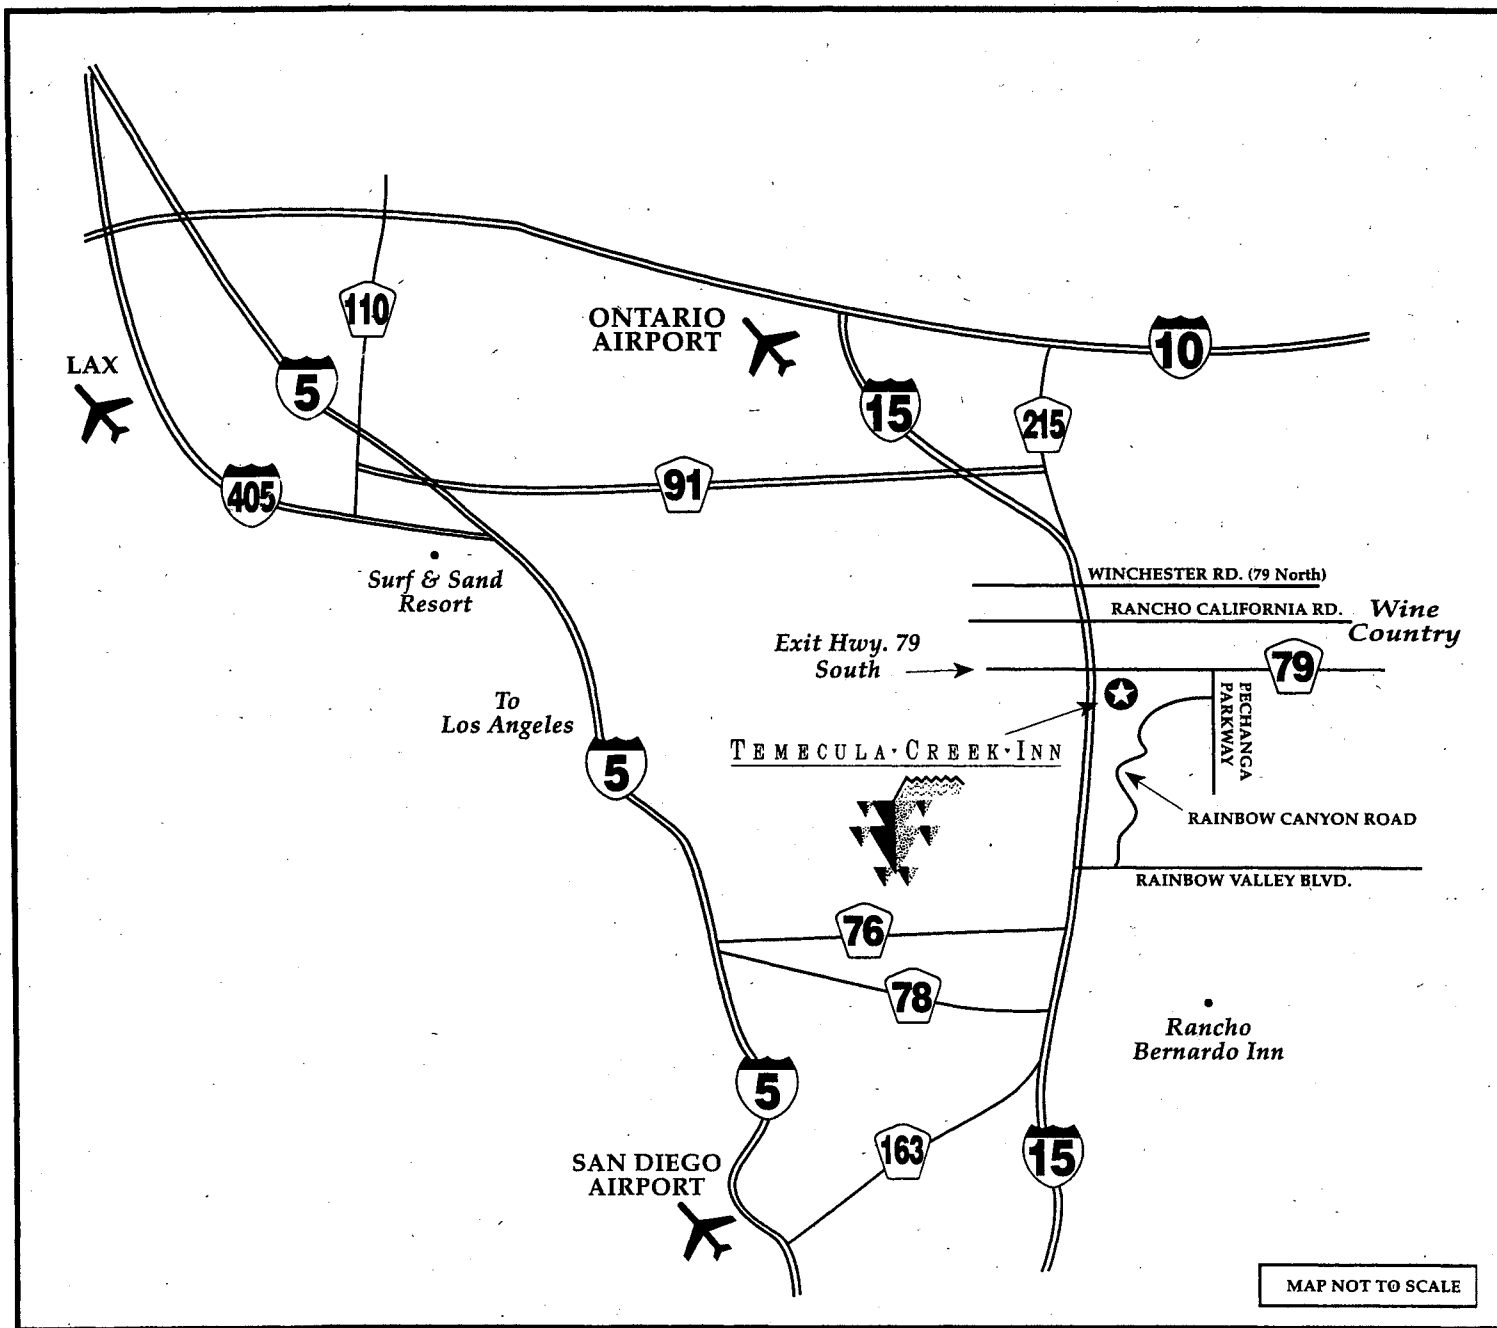 110
ONTARIO
AIRPORT
10
LAX
5
15
215
405
91
Surf & Sand
Resort
WINCHESTER RD. (79 North)
RANCHO CALIFORNIA RD.
Wine
Country
Exit Hwy. 79
South
79
PECHANGA
PARKWAY
To
Los Angeles
TEMECULA·CREEK·INN
5
RAINBOW CANYON ROAD
RAINBOW VALLEY BLVD.
76
78
Rancho
Bernardo Inn
5
163
15
SAN DIEGO
AIRPORT
MAP NOT TO SCALE